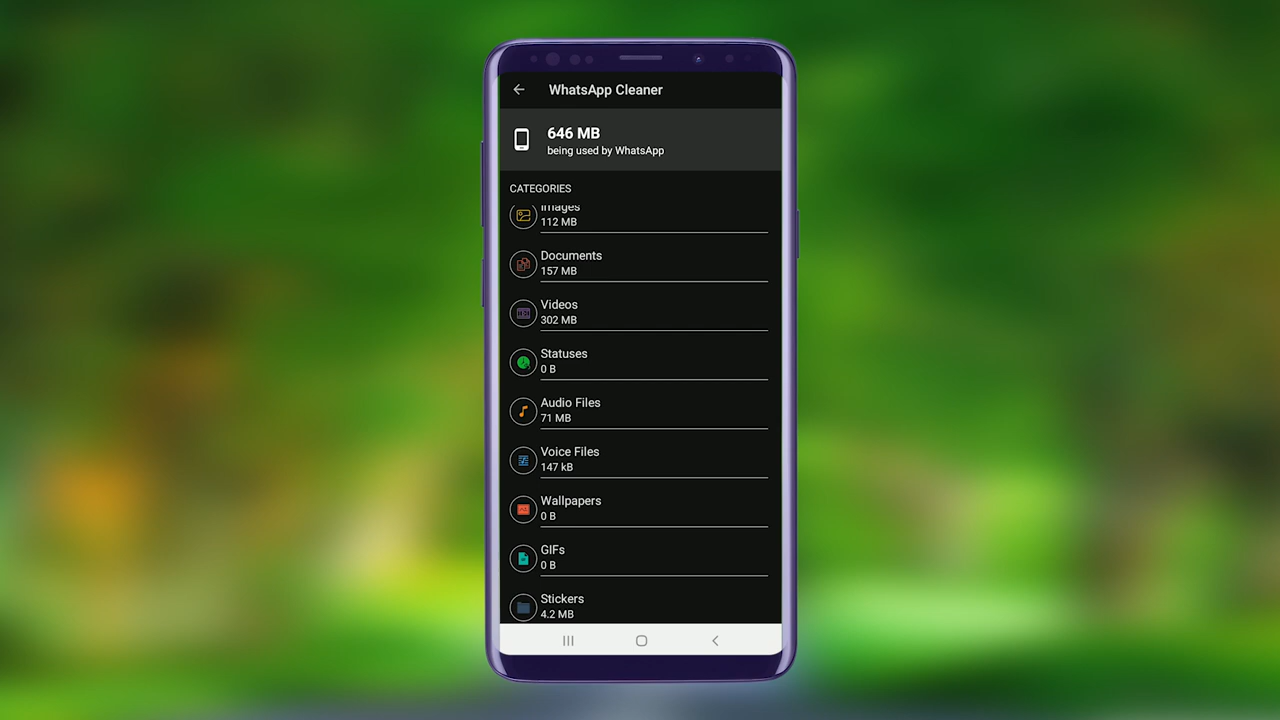 WhatsApp Cleaner
646 MB
being used by WhatsApp
CATEGORIES
Images
112 MB
Documents
157 MB
Videos
302 MB
Statuses
0 B
Audio Files
71 MB
Voice Files
147 kB
Wallpapers
0 B
GIFs
0 B
Stickers
4.2 MB